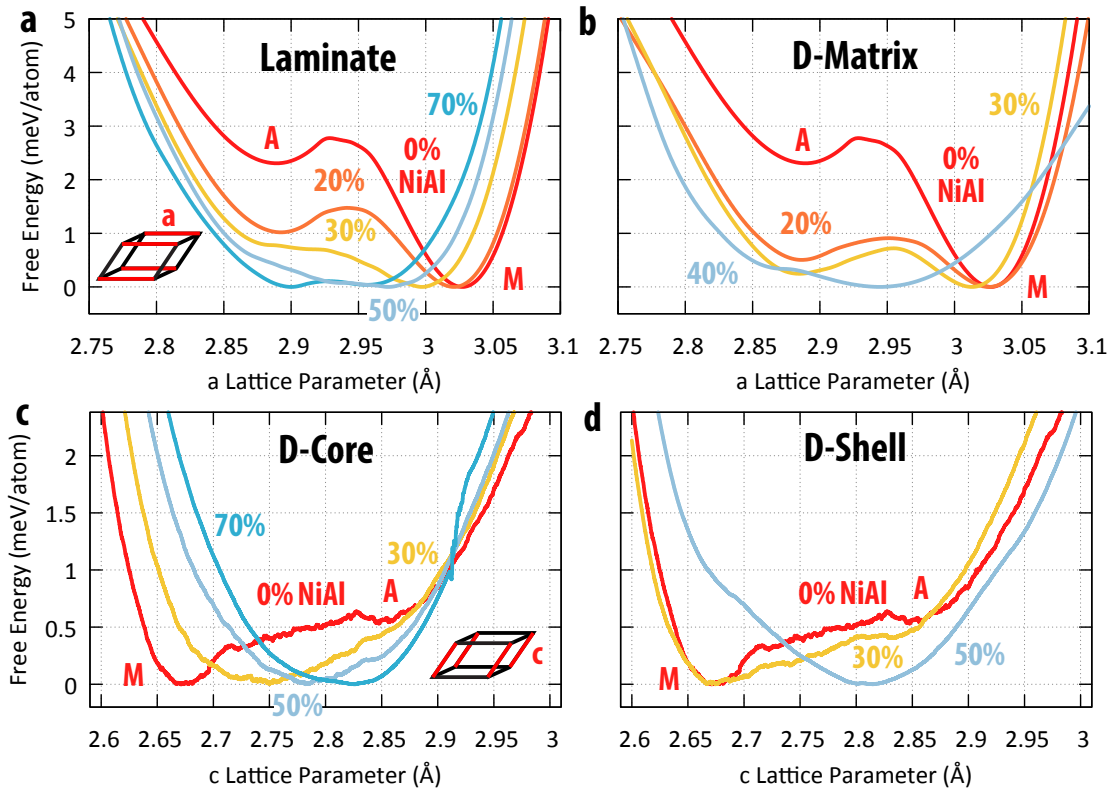 a
Laminate
Free Energy (meV/atom)
5
4
3
2
1
0
A
0%
NiAl
20%
30%
50%
70%
M
a
2.75 2.8 2.85 2.9 2.95 3 3.05 3.1
a Lattice Parameter (Å)
b
D-Matrix
30%
A
0%
NiAl
20%
40%
M
2.75 2.8 2.85 2.9 2.95 3 3.05 3.1
a Lattice Parameter (Å)
c
D-Core
Free Energy (meV/atom)
2
1.5
1
0.5
0
70%
30%
0% NiAl
A
M
50%
c
2.6 2.65 2.7 2.75 2.8 2.85 2.9 2.95 3
c Lattice Parameter (Å)
d
D-Shell
0% NiAl
A
M
30%
50%
2.6 2.65 2.7 2.75 2.8 2.85 2.9 2.95 3
c Lattice Parameter (Å)